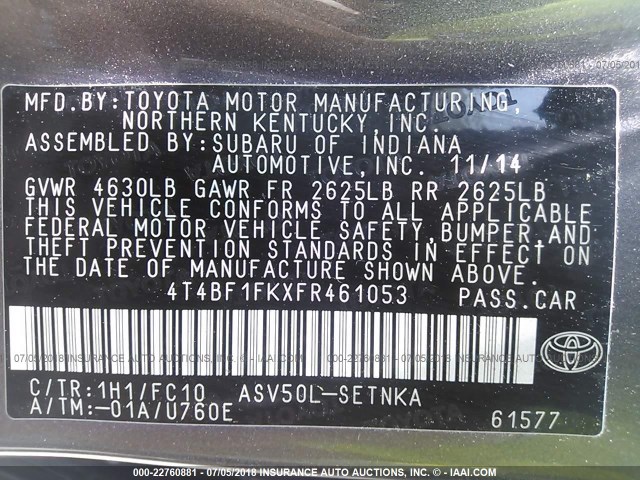 MFD.BY:TOYOTA MOTOR MANUFACTURING,
NORTHERN KENTUCKY,INC.
ASSEMBLED BY:SUBARU OF INDIANA
AUTOMOTIVE,INC. 11/14
GVWR 4630LB GAWR FR 2625LB RR 2625LB
THIS VEHICLE CONFORMS TO ALL APPLICABLE
FEDERAL MOTOR VEHICLE SAFETY,BUMPER,AND
THEFT PREVENTION STANDARDS IN EFFECT ON
THE DATE OF MANUFACTURE SHOWN ABOVE.
4T4BF1FKXFR461053 PASS.CAR
C/TR:1H1/FC10 ASV50L-SETNKA
A/TM:-01A/U760E 61577
000-22760881 - 07/05/2018 - INSURANCE AUTO AUCTIONS - IAAI.COM